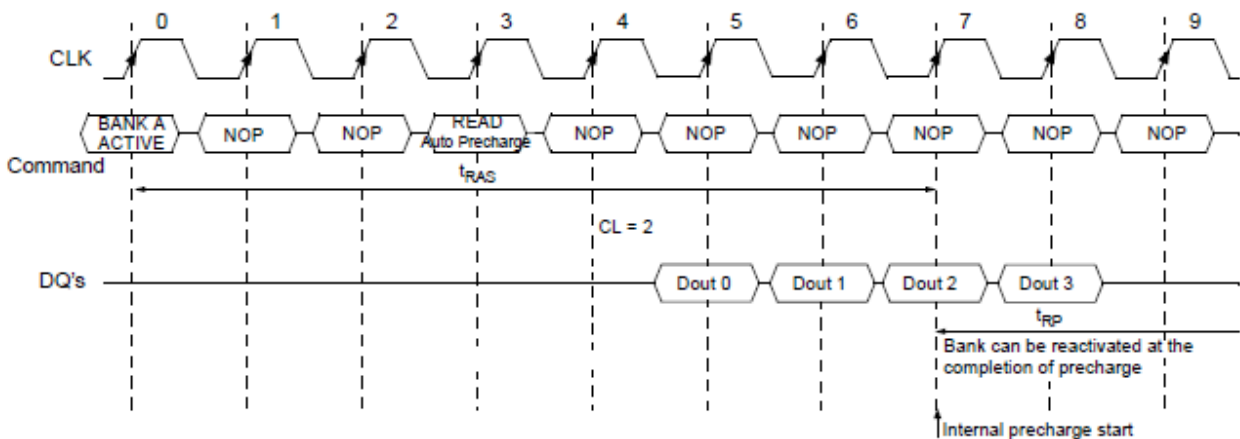 0 1 2 3 4 5 6 7 8 9
CLK
BANK A
ACTIVE
NOP
NOP
READ
Auto Precharge
NOP
NOP
NOP
NOP
NOP
NOP
Command
tRAS
CL = 2
DQ's
Dout 0
Dout 1
Dout 2
Dout 3
tRP
Bank can be reactivated at the
completion of precharge
Internal precharge start